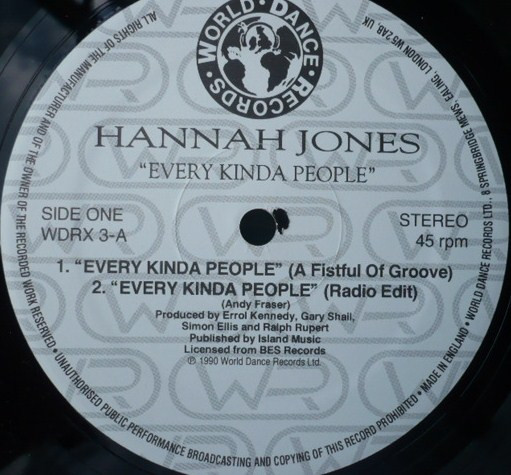 WORLD • DANCE • RECORDS •
HANNAH JONES
“EVERY KINDA PEOPLE”
SIDE ONE
WDRX 3-A
STEREO
45 rpm
1. “EVERY KINDA PEOPLE” (A Fistful Of Groove)
2. “EVERY KINDA PEOPLE” (Radio Edit)
(Andy Fraser)
Produced by Errol Kennedy, Gary Shail,
Simon Ellis and Ralph Rupert
Published by Island Music
Licensed from BES Records
℗ 1990 World Dance Records Ltd.
ALL RIGHTS OF THE MANUFACTURER AND OF THE OWNER OF THE RECORDED WORK RESERVED • UNAUTHORISED PUBLIC PERFORMANCE BROADCASTING AND COPYING OF THIS RECORD PROHIBITED • MADE IN ENGLAND • WORLD DANCE RECORDS LTD., 8 SPRINGBRIDGE MEWS, EALING, LONDON W5 2AB, UK
WR